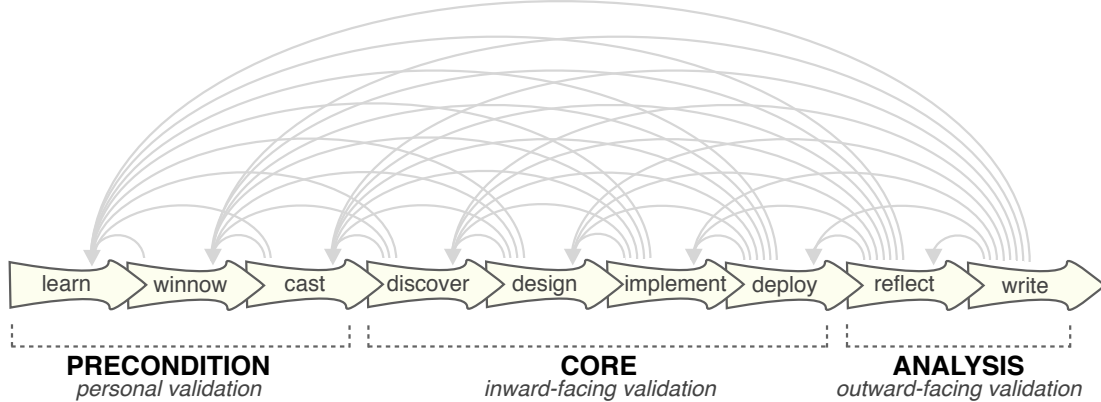 learn winnow cast discover design implement deploy reflect write
PRECONDITION CORE ANALYSIS
personal validation inward-facing validation outward-facing validation